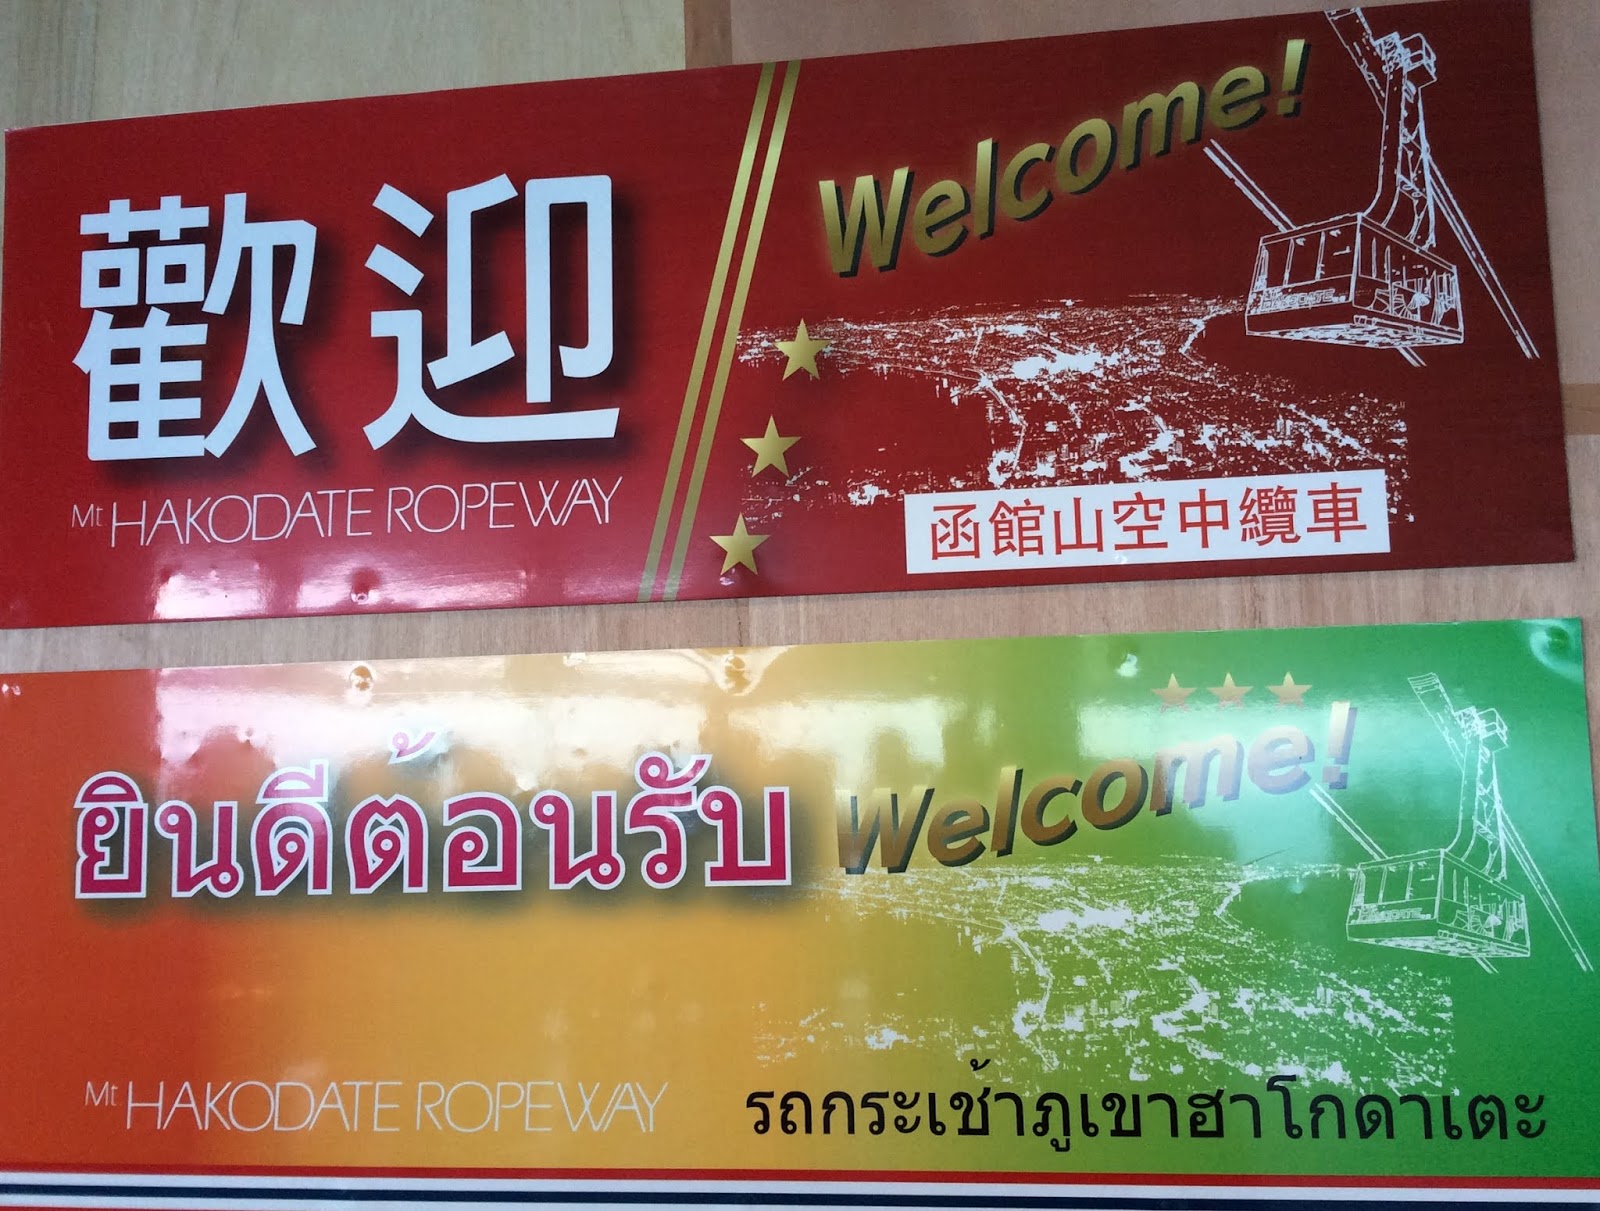 歡迎
Welcome!
Mt HAKODATE ROPEWAY
函館山空中纜車
ยินดีต้อนรับ
Welcome!
Mt. HAKODATE ROPEWAY
รถกระเช้าภูเขาฮาโกดาเตะ